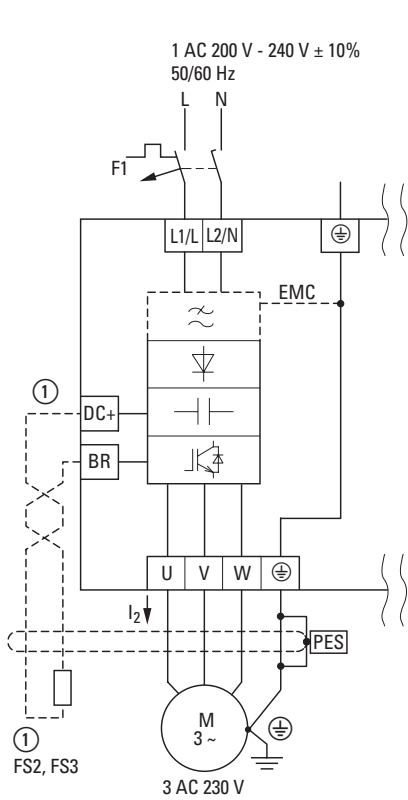 1 AC 200 V - 240 V ± 10%
50/60 Hz
L N
F1
L1/L L2/N
EMC
1
DC+
BR
U V W
I2
PES
M
3 ~
1
FS2, FS3
3 AC 230 V